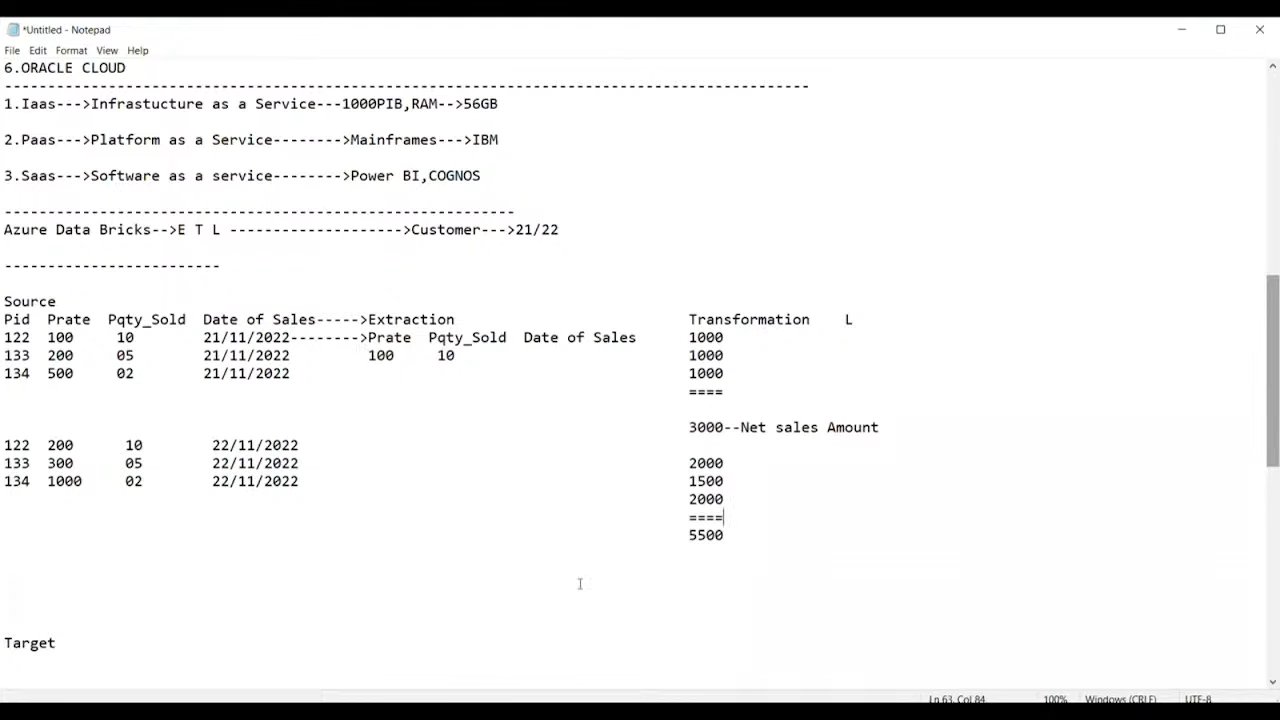 *Untitled - Notepad
File Edit Format View Help
6.ORACLE CLOUD
---------------------------------------------------------------------------------------------
1.Iaas--->Infrastucture as a Service---1000PIB,RAM-->56GB
2.Paas--->Platform as a Service-------->Mainframes--->IBM
3.Saas--->Software as a service-------->Power BI,COGNOS
-----------------------------------------------------------
Azure Data Bricks-->E T L -------------------->Customer--->21/22
-------------------------
Source
Pid Prate Pqty_Sold Date of Sales----->Extraction Transformation L
122 100 10 21/11/2022-------->Prate Pqty_Sold Date of Sales 1000
133 200 05 21/11/2022 100 10 1000
134 500 02 21/11/2022 1000
====
3000--Net sales Amount
122 200 10 22/11/2022
133 300 05 22/11/2022 2000
134 1000 02 22/11/2022 1500
2000
====
5500
Target
Ln 63, Col 84 100% Windows (CRLF) UTF-8